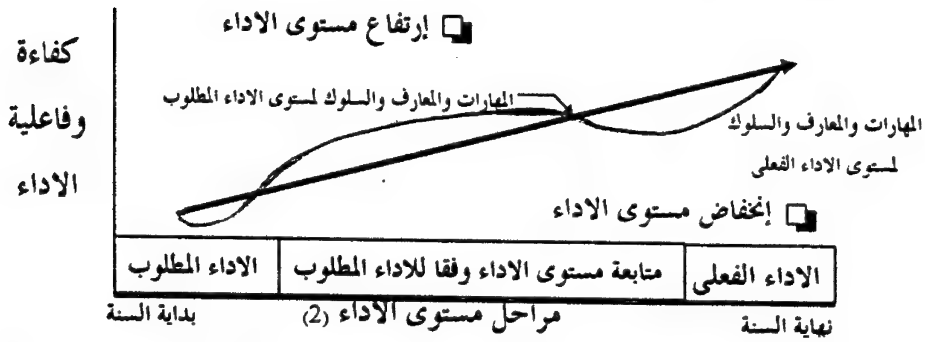 إرتفاع مستوى الاداء
كفاءة
وفاعلية
الاداء
المهارات والمعارف والسلوك لمستوى الاداء المطلوب
المهارات والمعارف والسلوك
لمستوى الاداء الفعلى
إنخفاض مستوى الاداء
الاداء المطلوب
متابعة مستوى الاداء وفقا للاداء المطلوب
الاداء الفعلى
بداية السنة
مراحل مستوى الاداء (2)
نهاية السنة